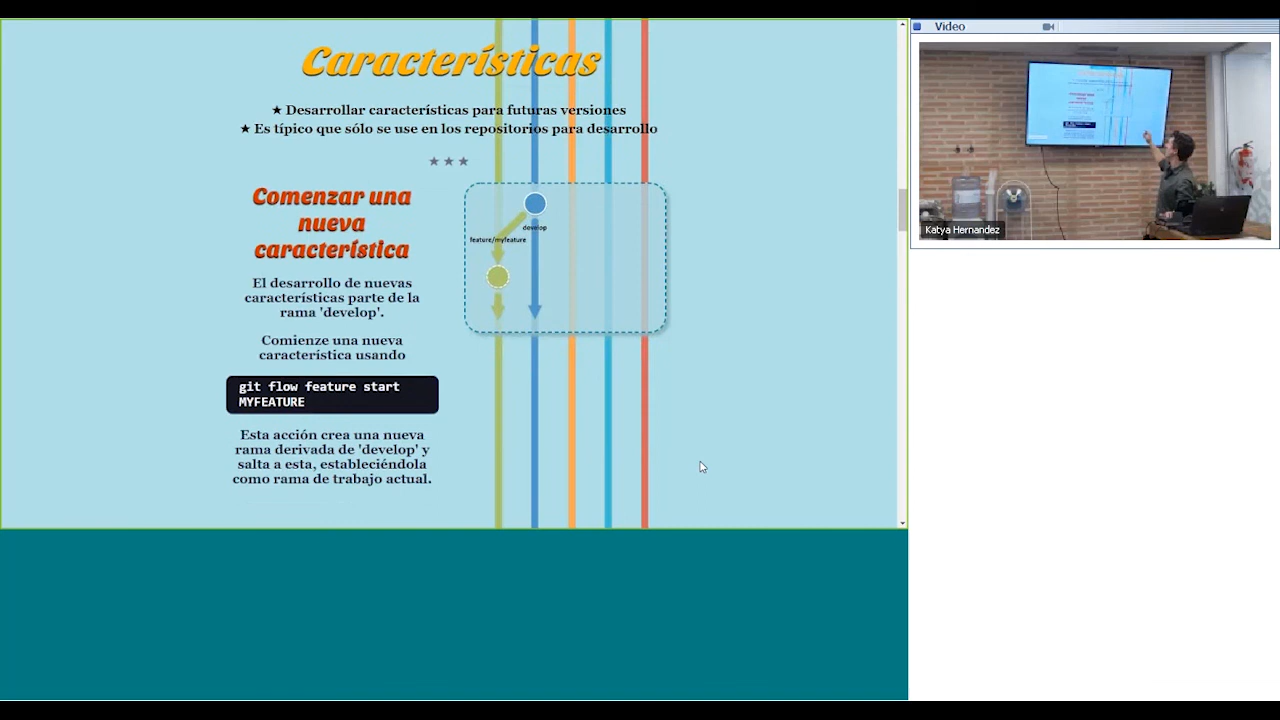 Características
★ Desarrollar características para futuras versiones
★ Es típico que sólo se use en los repositorios para desarrollo
★ ★ ★
Comenzar una
nueva
característica
El desarrollo de nuevas
características parte de la
rama 'develop'.
Comienze una nueva
característica usando
git flow feature start
MYFEATURE
Esta acción crea una nueva
rama derivada de 'develop' y
salta a esta, estableciéndola
como rama de trabajo actual.
develop
feature/myfeature
Video
Katya Hernandez